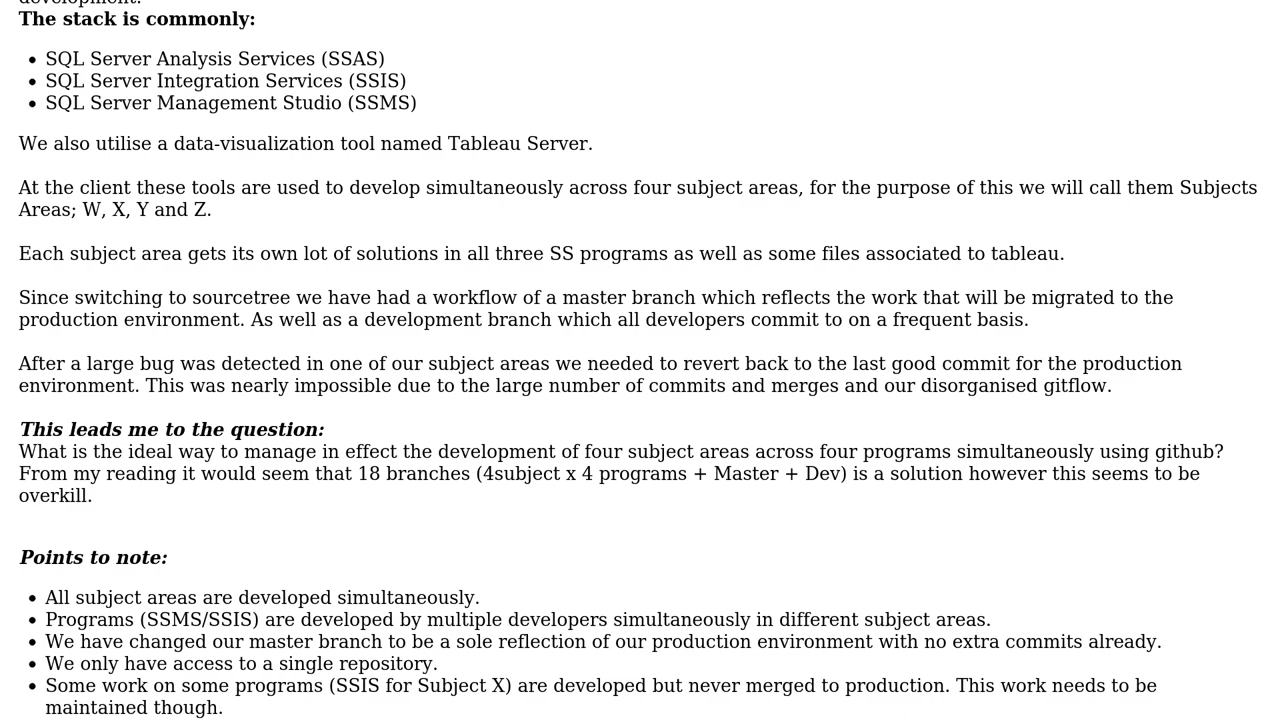 development.
The stack is commonly:
SQL Server Analysis Services (SSAS)
SQL Server Integration Services (SSIS)
SQL Server Management Studio (SSMS)
We also utilise a data-visualization tool named Tableau Server.
At the client these tools are used to develop simultaneously across four subject areas, for the purpose of this we will call them Subjects
Areas; W, X, Y and Z.
Each subject area gets its own lot of solutions in all three SS programs as well as some files associated to tableau.
Since switching to sourcetree we have had a workflow of a master branch which reflects the work that will be migrated to the
production environment. As well as a development branch which all developers commit to on a frequent basis.
After a large bug was detected in one of our subject areas we needed to revert back to the last good commit for the production
environment. This was nearly impossible due to the large number of commits and merges and our disorganised gitflow.
This leads me to the question:
What is the ideal way to manage in effect the development of four subject areas across four programs simultaneously using github?
From my reading it would seem that 18 branches (4subject x 4 programs + Master + Dev) is a solution however this seems to be
overkill.
Points to note:
All subject areas are developed simultaneously.
Programs (SSMS/SSIS) are developed by multiple developers simultaneously in different subject areas.
We have changed our master branch to be a sole reflection of our production environment with no extra commits already.
We only have access to a single repository.
Some work on some programs (SSIS for Subject X) are developed but never merged to production. This work needs to be
maintained though.